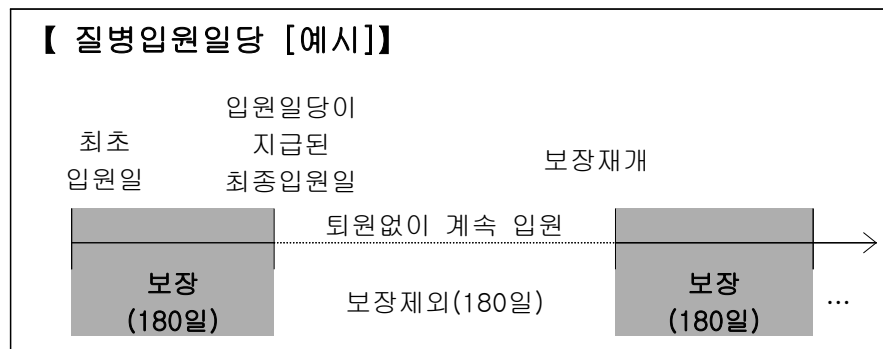 【 질병입원일당 [예시]】
최초
입원일
입원일당이
지급된
최종입원일
보장재개
퇴원없이 계속 입원
보장
(180일)
보장제외(180일)
보장
(180일)
…